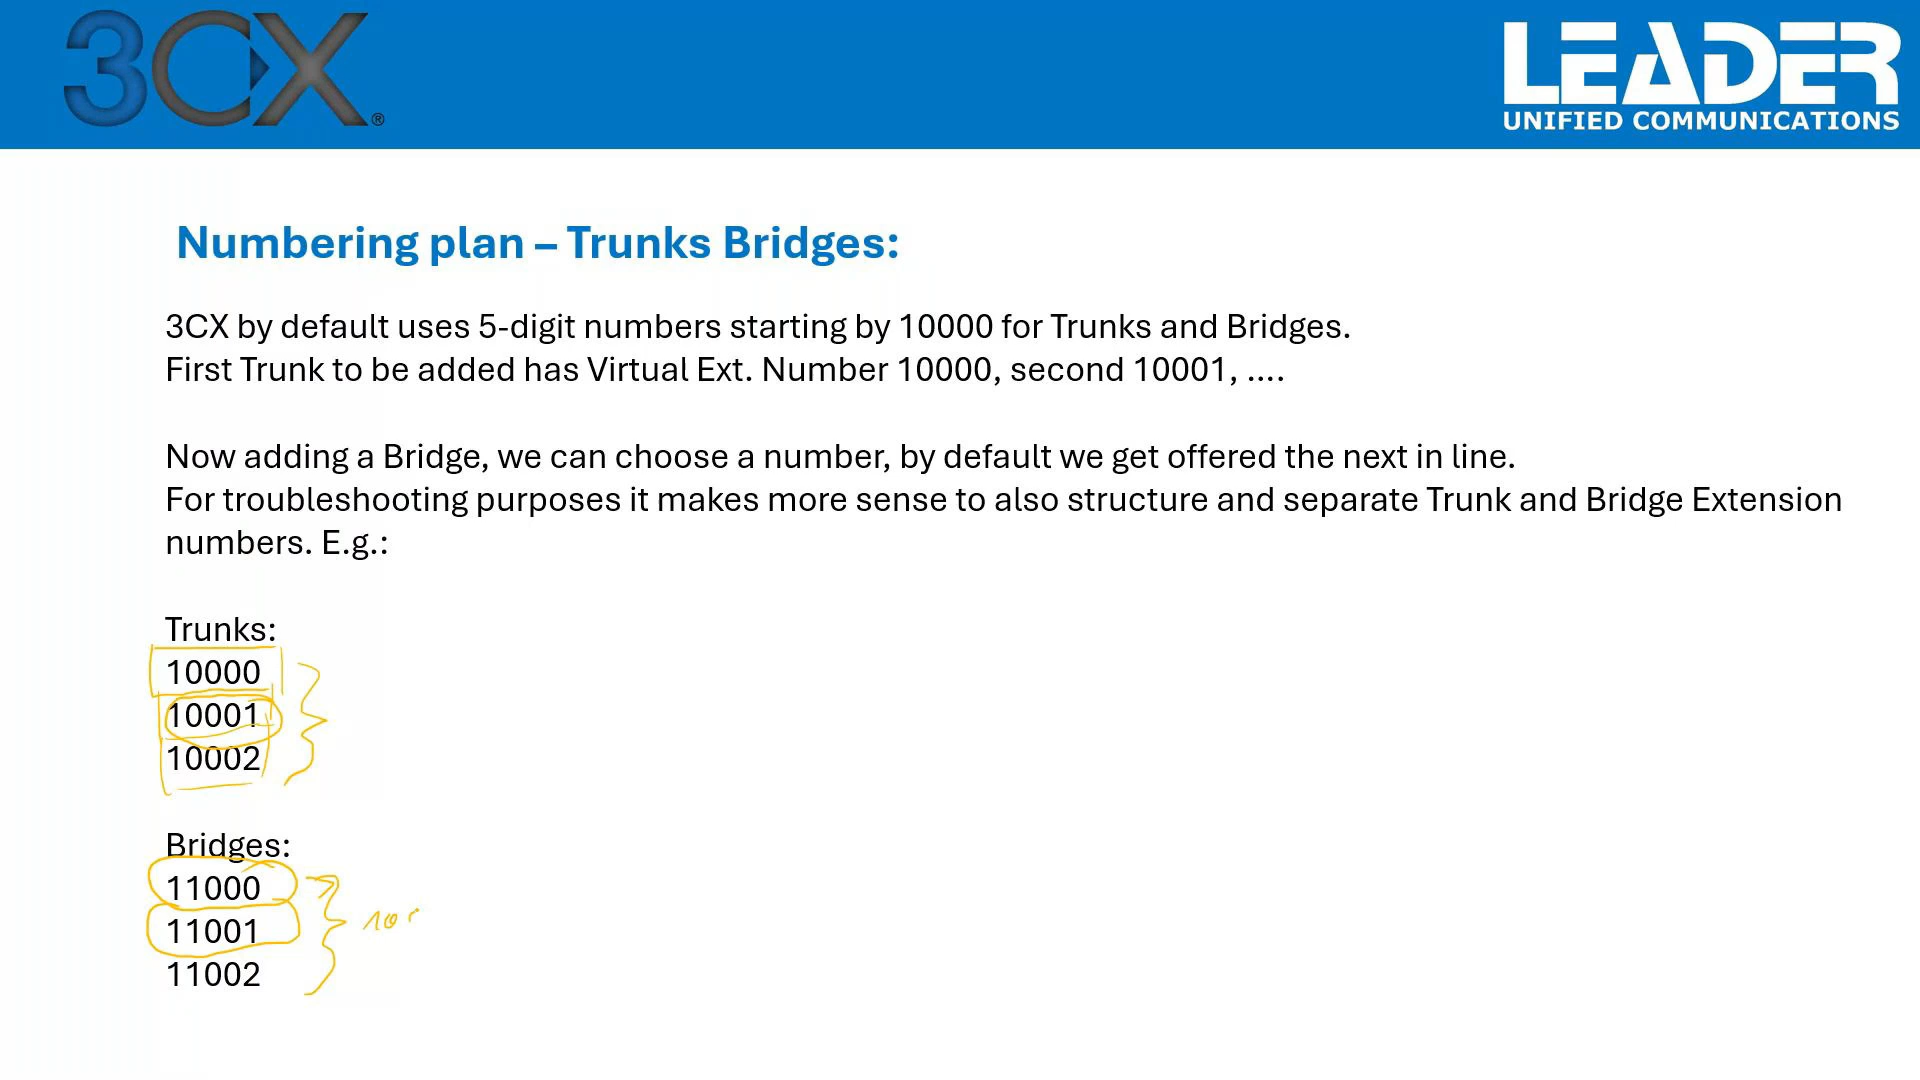 3CX®
LEADER
UNIFIED COMMUNICATIONS
Numbering plan – Trunks Bridges:
3CX by default uses 5-digit numbers starting by 10000 for Trunks and Bridges.
First Trunk to be added has Virtual Ext. Number 10000, second 10001, ....
Now adding a Bridge, we can choose a number, by default we get offered the next in line.
For troubleshooting purposes it makes more sense to also structure and separate Trunk and Bridge Extension
numbers. E.g.:
Trunks:
10000
10001
10002
Bridges:
11000
11001
11002